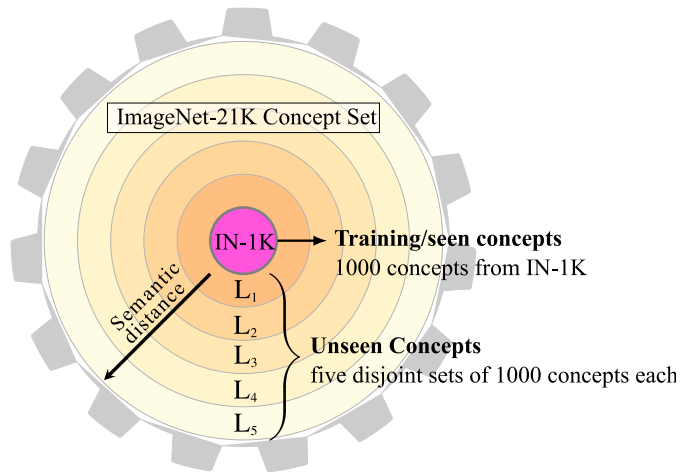 ImageNet-21K Concept Set
IN-1K
Training/seen concepts
1000 concepts from IN-1K
Semantic
distance
L₁
L₂
L₃
L₄
L₅
Unseen Concepts
five disjoint sets of 1000 concepts each